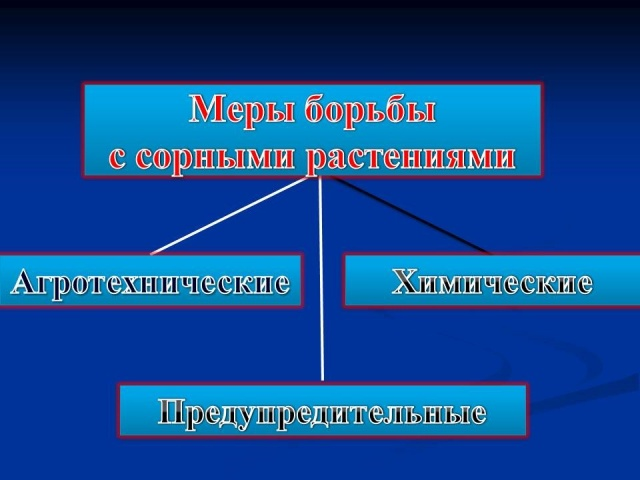 Меры борьбы
с сорными растениями
Агротехнические
Химические
Предупредительные